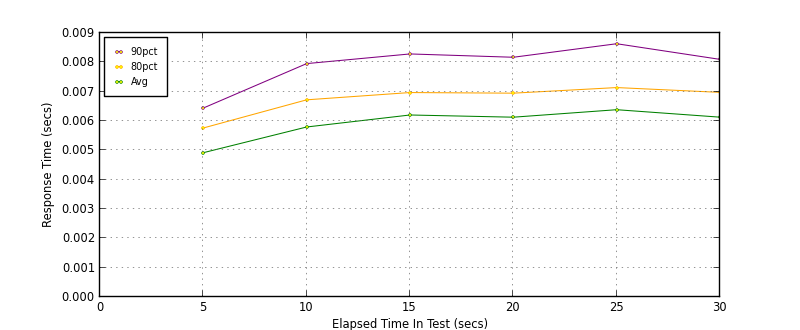 0.009
0.008
0.007
0.006
0.005
0.004
0.003
0.002
0.001
0.000
Response Time (secs)
90pct
80pct
Avg
0 5 10 15 20 25 30
Elapsed Time In Test (secs)